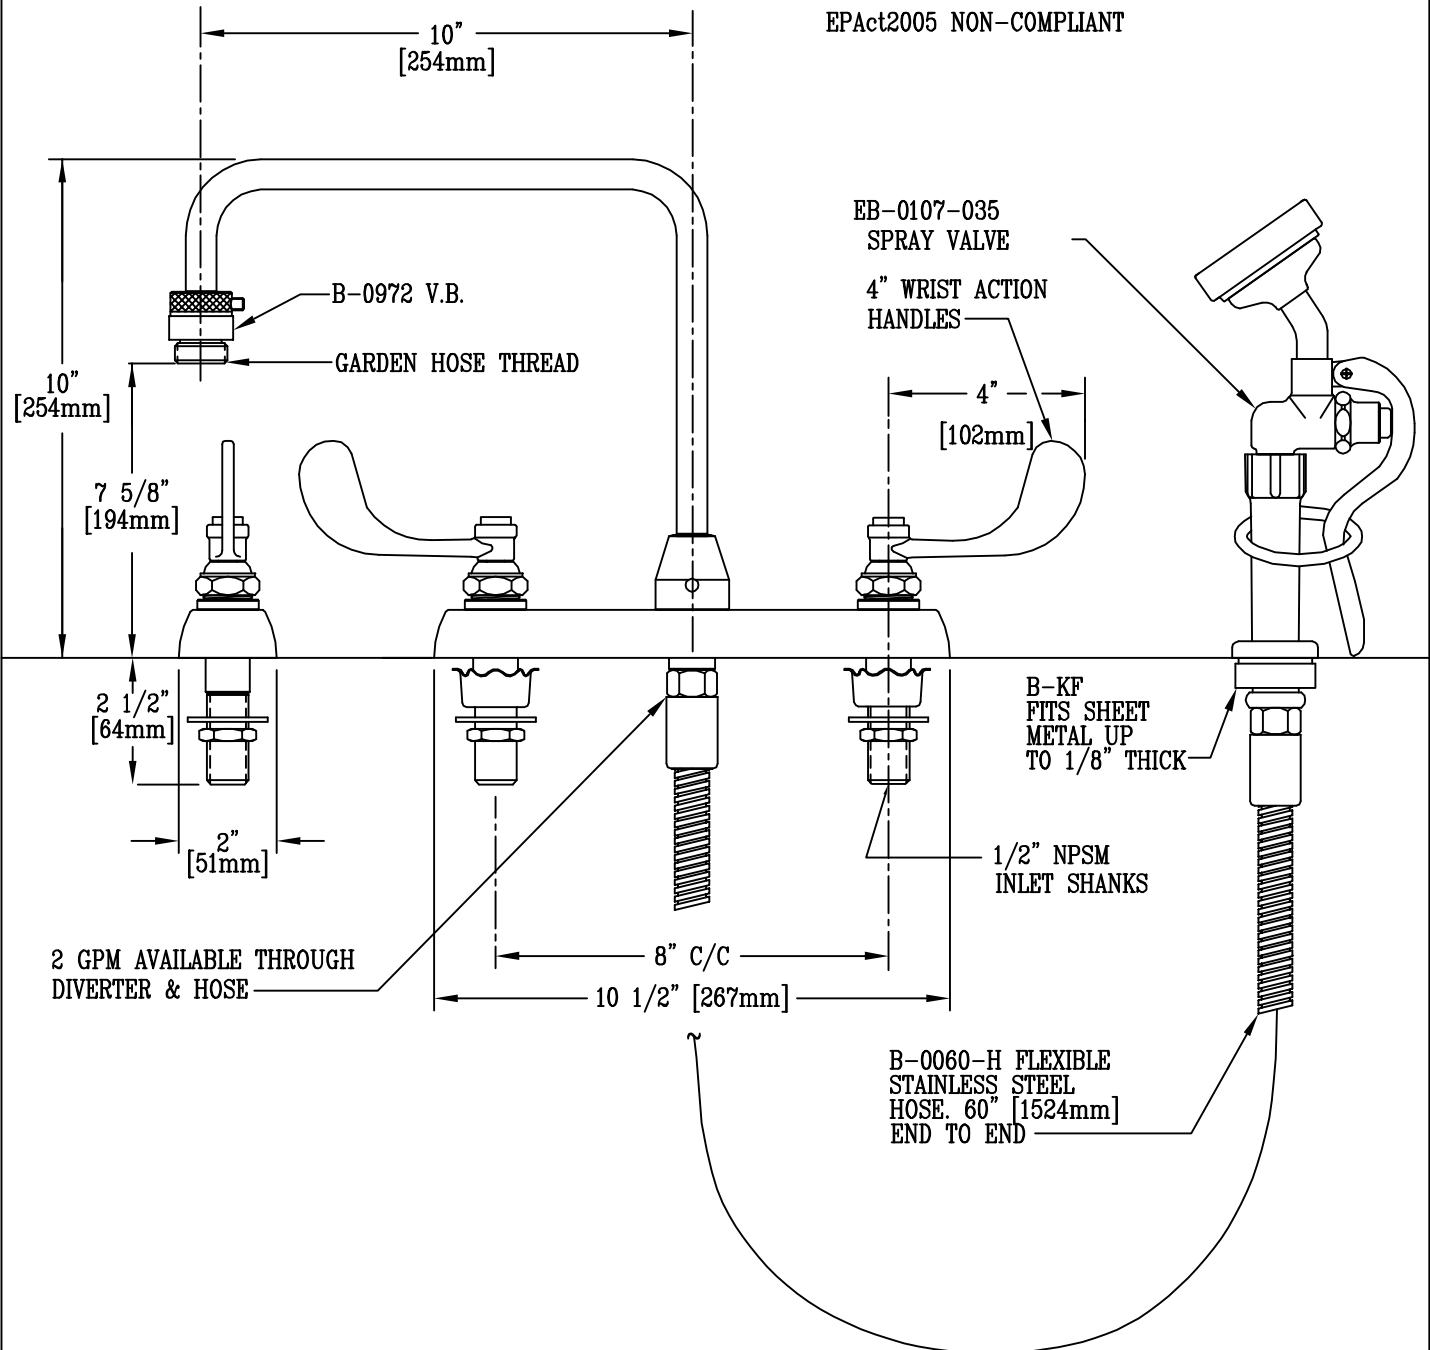 EPAct2005 NON-COMPLIANT
10"
[254mm]
EB-0107-035
SPRAY VALVE
4" WRIST ACTION
HANDLES
B-0972 V.B.
GARDEN HOSE THREAD
10"
[254mm]
4"
[102mm]
7 5/8"
[194mm]
2 1/2"
[64mm]
B-KF
FITS SHEET
METAL UP
TO 1/8" THICK
2"
[51mm]
1/2" NPSM
INLET SHANKS
2 GPM AVAILABLE THROUGH
DIVERTER & HOSE
8" C/C
10 1/2" [267mm]
B-0060-H FLEXIBLE
STAINLESS STEEL
HOSE. 60" [1524mm]
END TO END